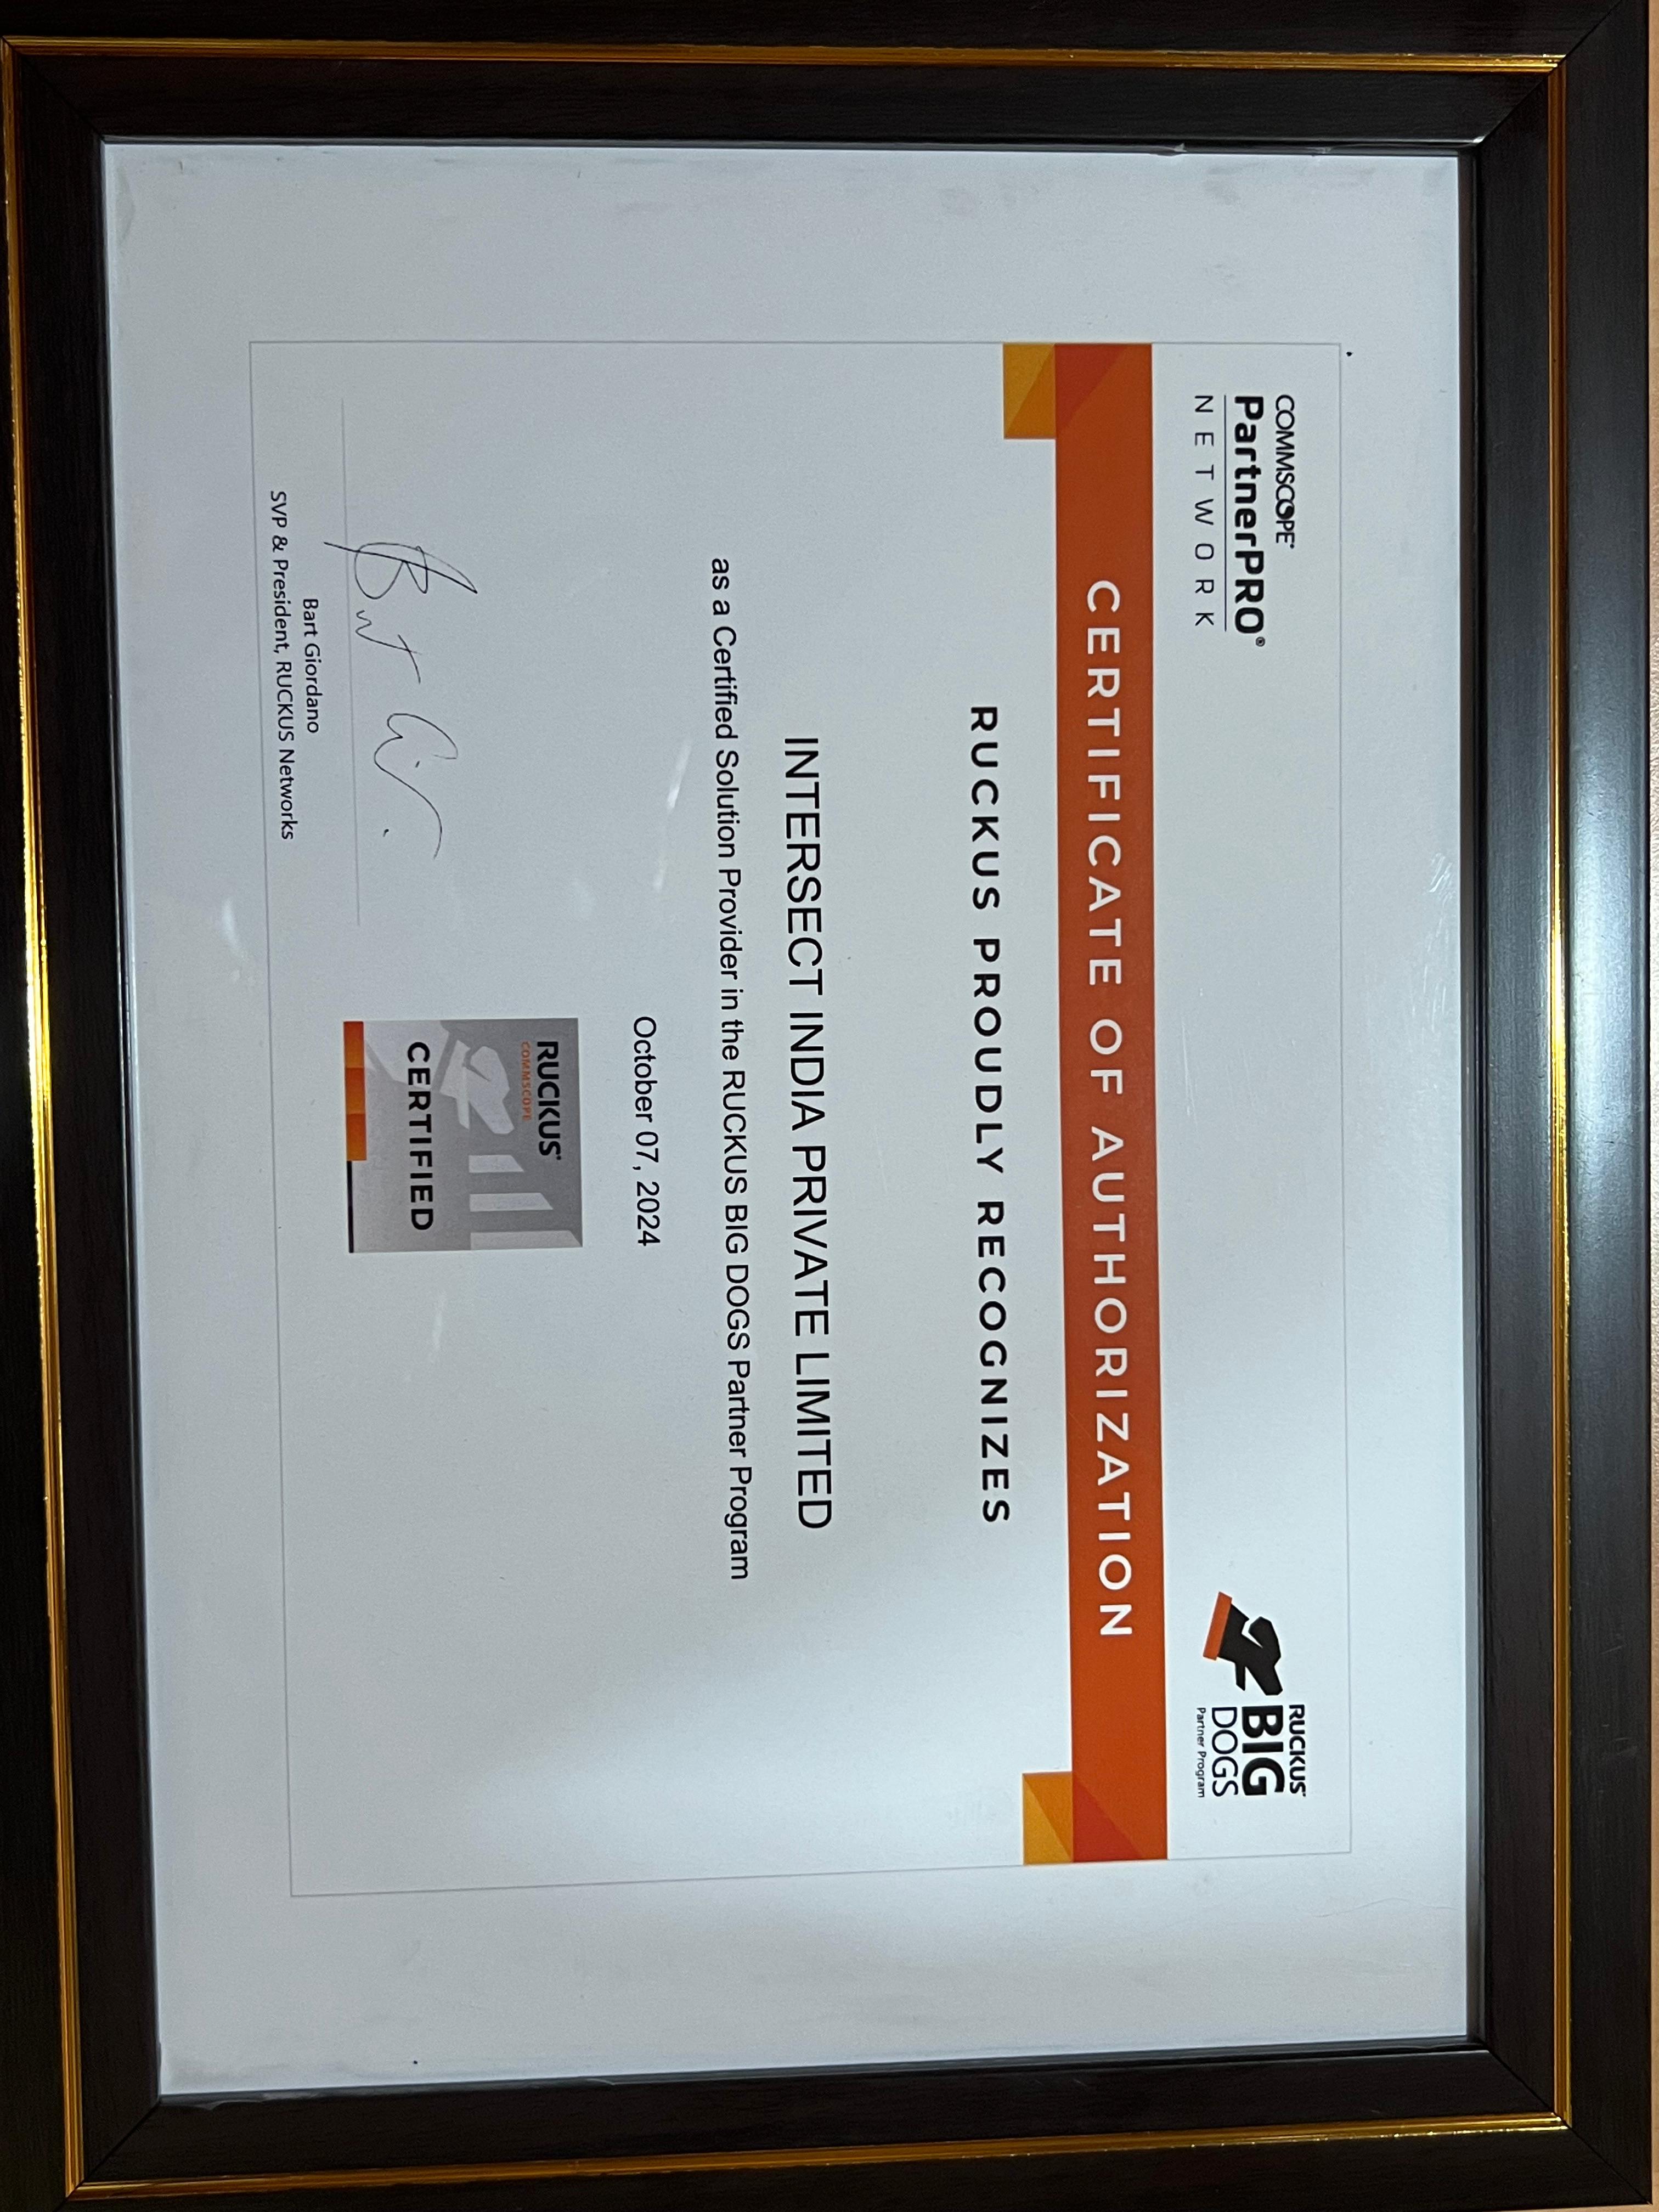 COMMSCOPE®
PartnerPRO®
NETWORK
RUCKUS®
BIG
DOGS
Partner Program
CERTIFICATE OF AUTHORIZATION
RUCKUS PROUDLY RECOGNIZES
INTERSECT INDIA PRIVATE LIMITED
as a Certified Solution Provider in the RUCKUS BIG DOGS Partner Program
October 07, 2024
RUCKUS®
COMMSCOPE
CERTIFIED
Bart Giordano
SVP & President, RUCKUS Networks